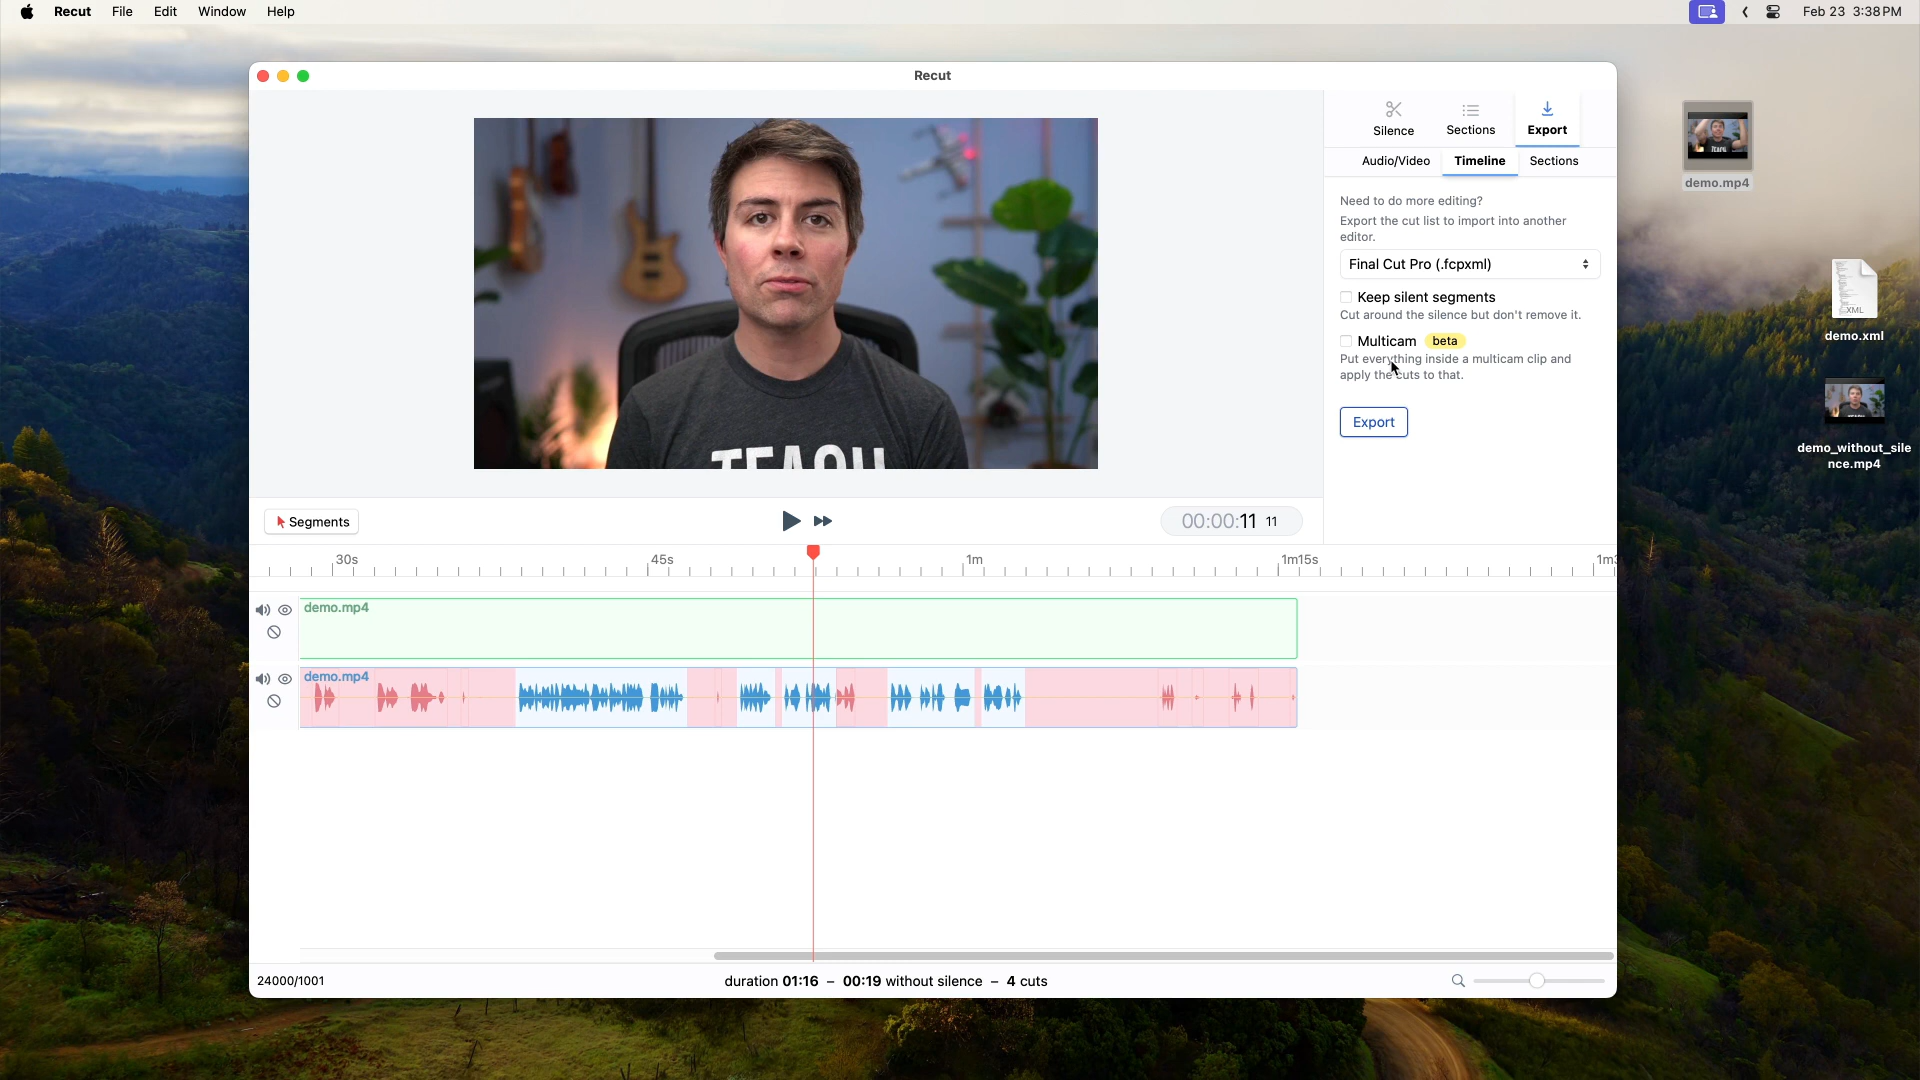 Recut File Edit Window Help
Feb 23 3:38 PM
Recut
Silence
Sections
Export
Audio/Video
Timeline
Sections
Need to do more editing?
Export the cut list to import into another
editor.
Final Cut Pro (.fcpxml)
Keep silent segments
Cut around the silence but don't remove it.
Multicam beta
Put everything inside a multicam clip and
apply the cuts to that.
Export
demo.mp4
XML
demo.xml
demo_without_sile
nce.mp4
Segments
00:00:11 11
30s
45s
1m
1m15s
demo.mp4
demo.mp4
24000/1001
duration 01:16 – 00:19 without silence – 4 cuts